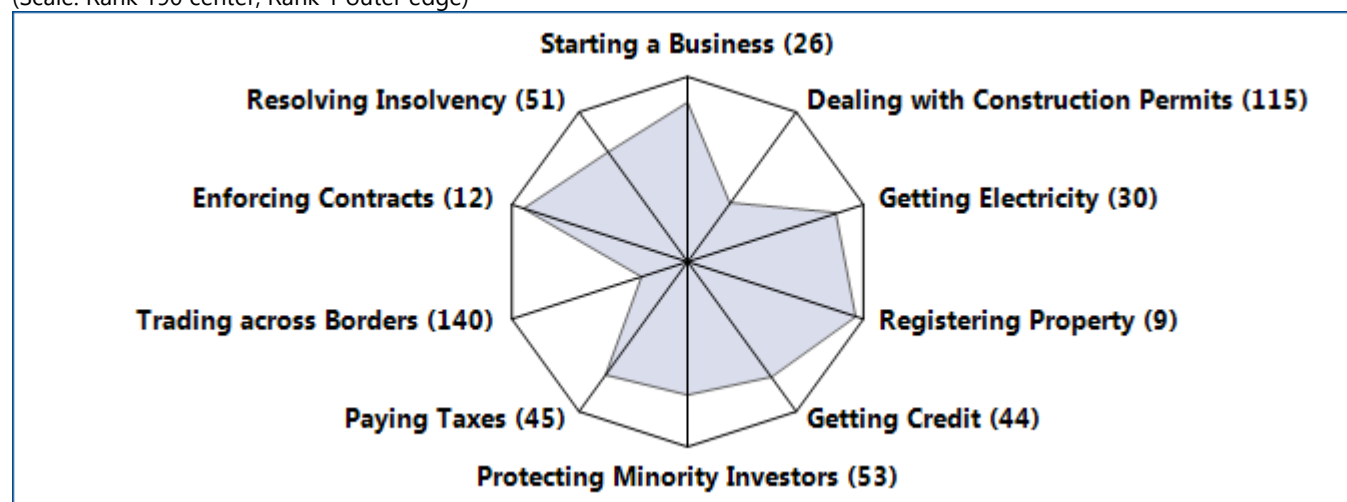 (Scale: Rank 190 center, Rank 1 outer edge)
Starting a Business (26)
Resolving Insolvency (51)
Dealing with Construction Permits (115)
Enforcing Contracts (12)
Getting Electricity (30)
Trading across Borders (140)
Registering Property (9)
Paying Taxes (45)
Getting Credit (44)
Protecting Minority Investors (53)